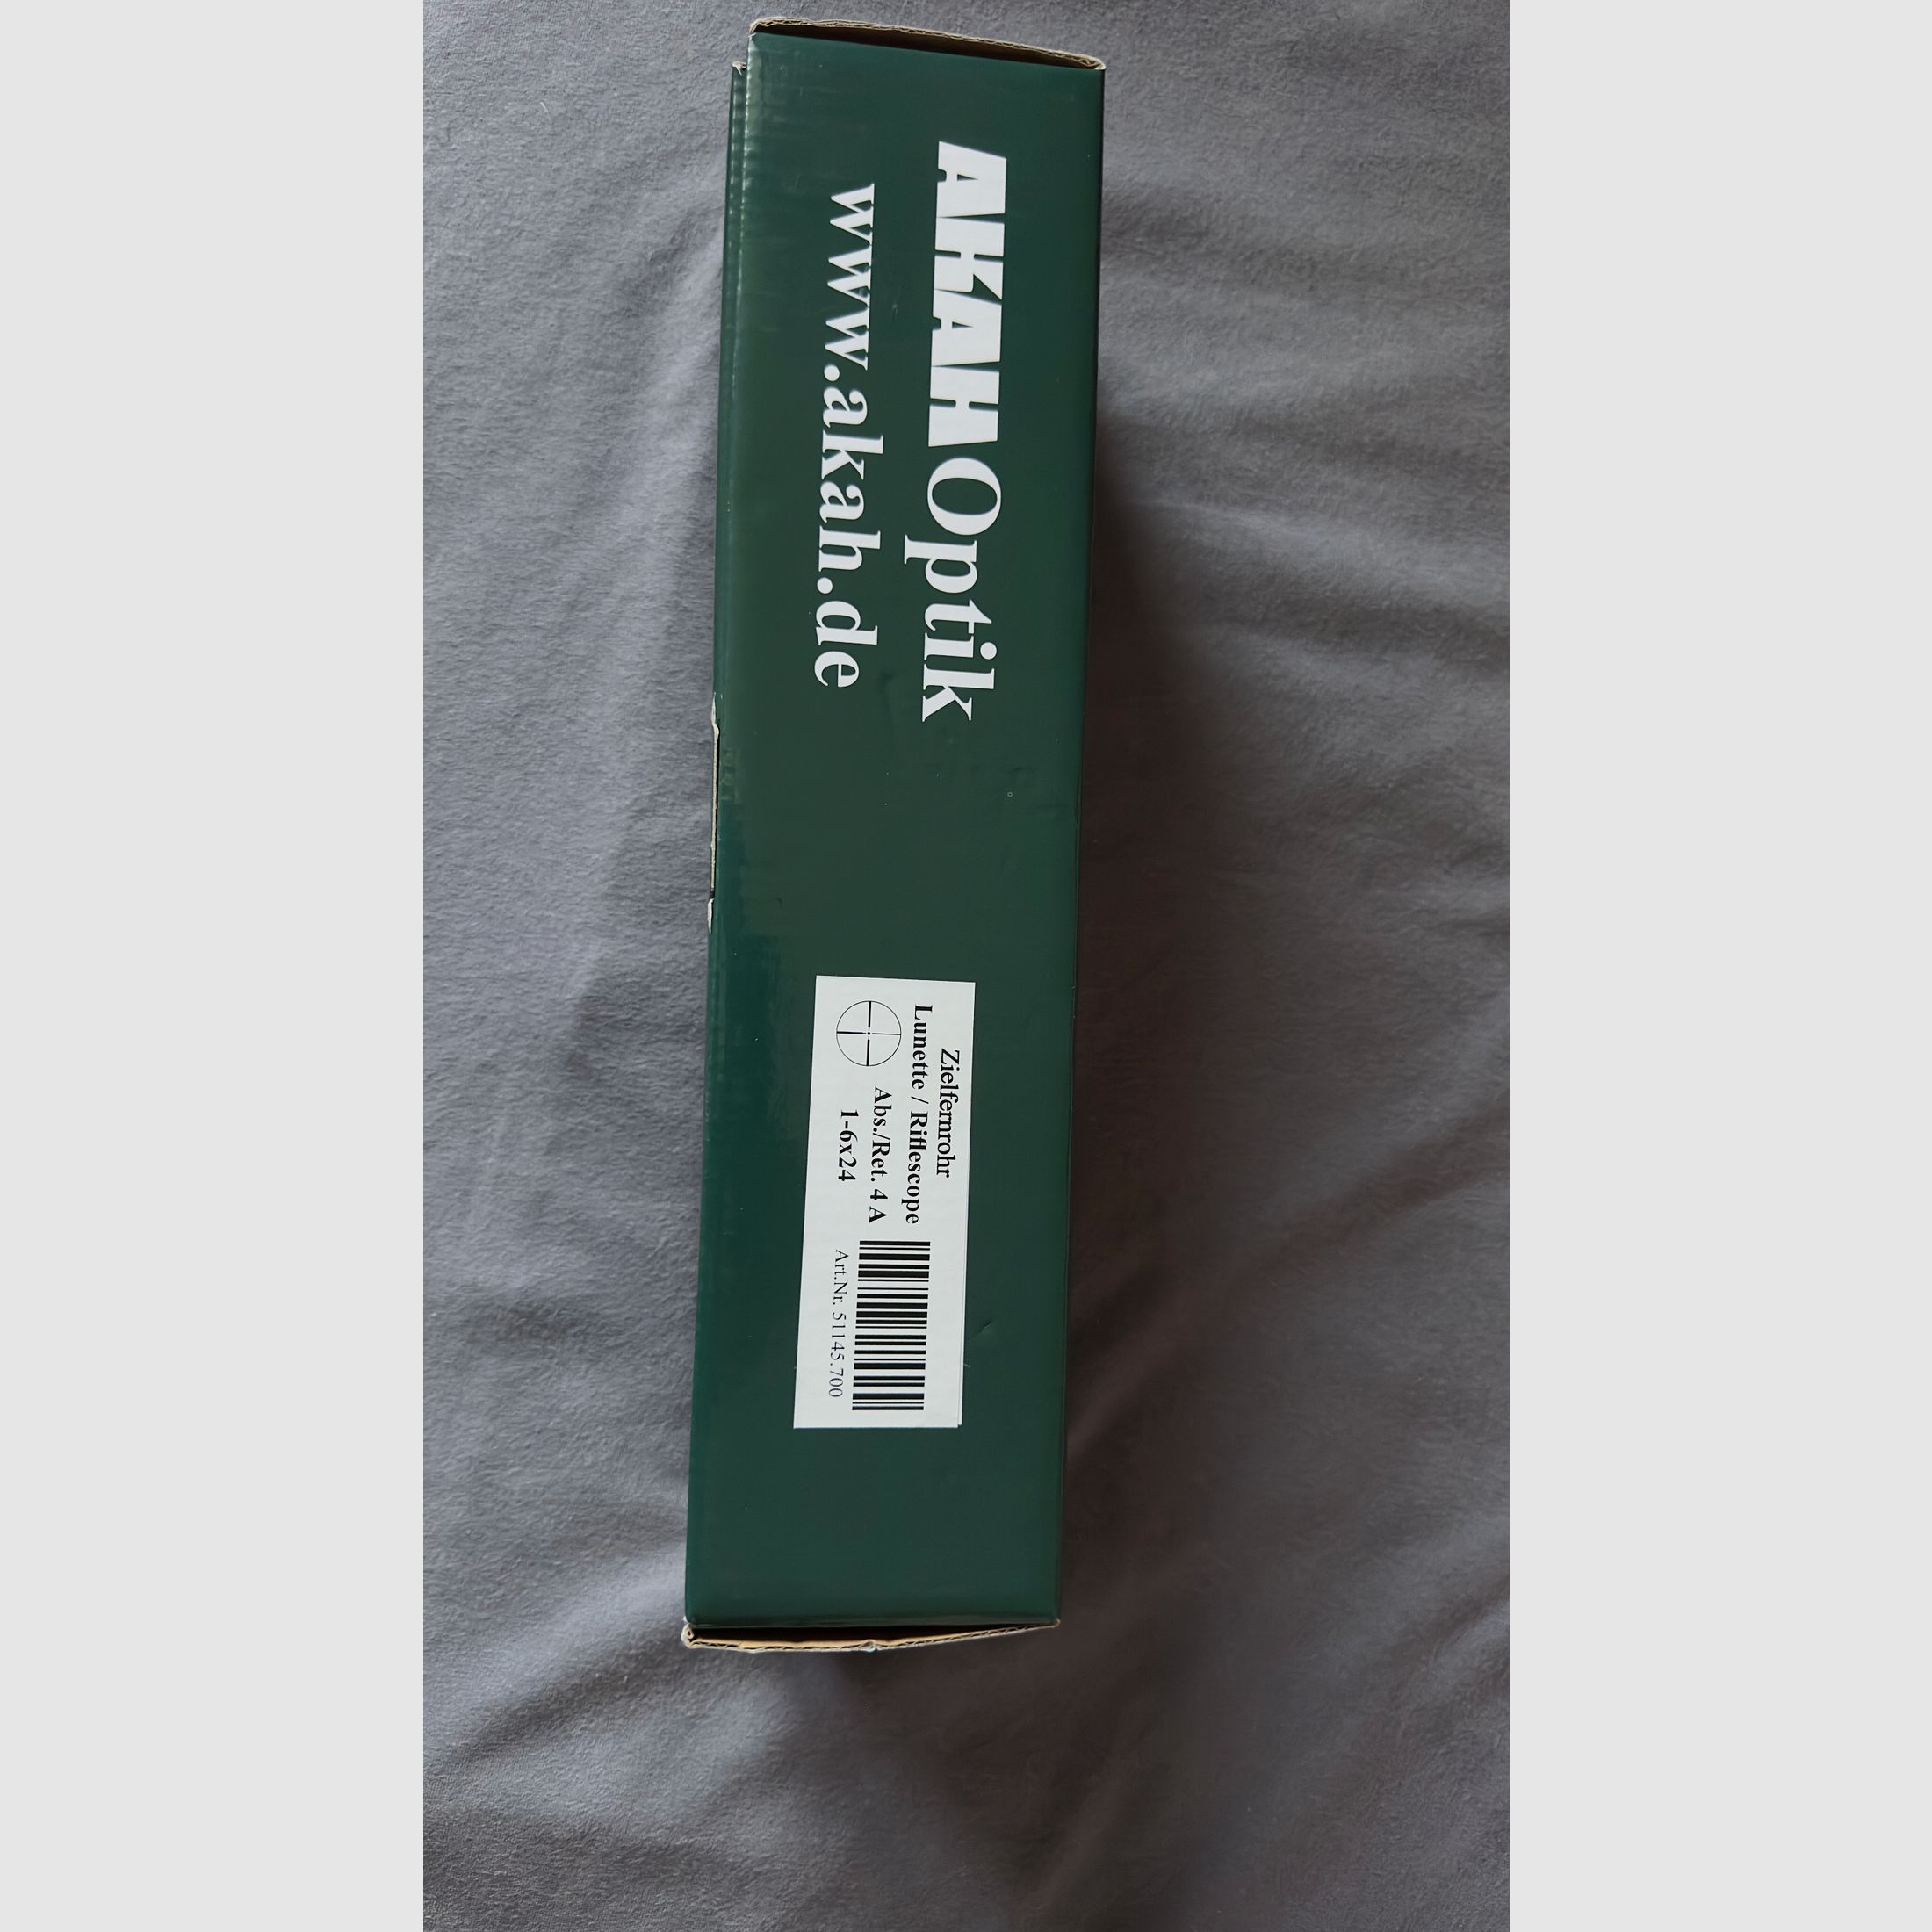 AKAH Optik
www.akah.de
Zielfernrohr
Lunette / Riflescope
Abs./Ret. 4 A
1-6x24
Art.Nr. 51145.700